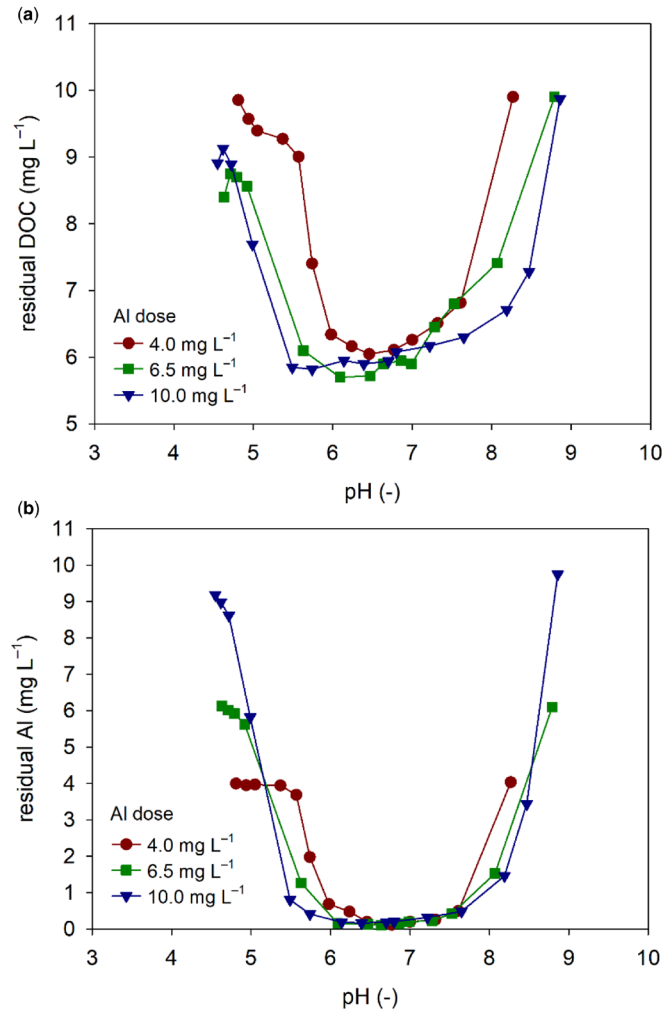 (a)
11
10
9
8
7
6
5
4
residual DOC (mg L⁻¹)
Al dose
4.0 mg L⁻¹
6.5 mg L⁻¹
10.0 mg L⁻¹
3 4 5 6 7 8 9 10
pH (-)
(b)
11
10
9
8
7
6
5
4
3
2
1
0
residual Al (mg L⁻¹)
Al dose
4.0 mg L⁻¹
6.5 mg L⁻¹
10.0 mg L⁻¹
3 4 5 6 7 8 9 10
pH (-)